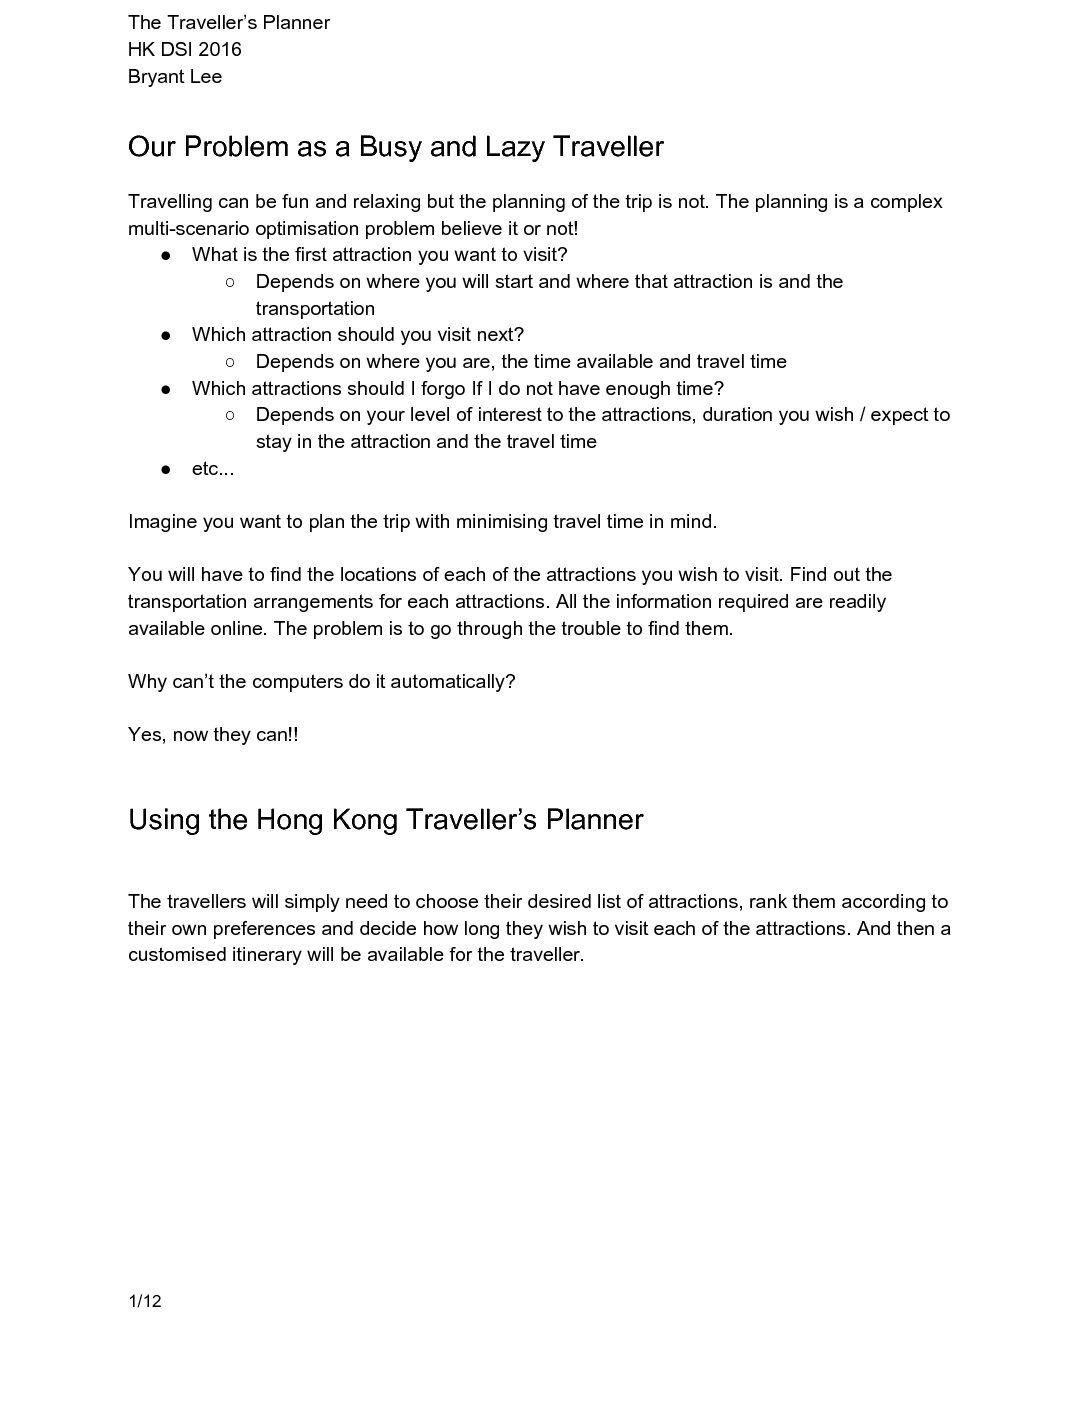 The Traveller’s Planner
HK DSI 2016
Bryant Lee
Our Problem as a Busy and Lazy Traveller
Travelling can be fun and relaxing but the planning of the trip is not. The planning is a complex
multi-scenario optimisation problem believe it or not!
● What is the first attraction you want to visit?
○ Depends on where you will start and where that attraction is and the
transportation
● Which attraction should you visit next?
○ Depends on where you are, the time available and travel time
● Which attractions should I forgo If I do not have enough time?
○ Depends on your level of interest to the attractions, duration you wish / expect to
stay in the attraction and the travel time
● etc...
Imagine you want to plan the trip with minimising travel time in mind.
You will have to find the locations of each of the attractions you wish to visit. Find out the
transportation arrangements for each attractions. All the information required are readily
available online. The problem is to go through the trouble to find them.
Why can’t the computers do it automatically?
Yes, now they can!!
Using the Hong Kong Traveller’s Planner
The travellers will simply need to choose their desired list of attractions, rank them according to
their own preferences and decide how long they wish to visit each of the attractions. And then a
customised itinerary will be available for the traveller.
1/12